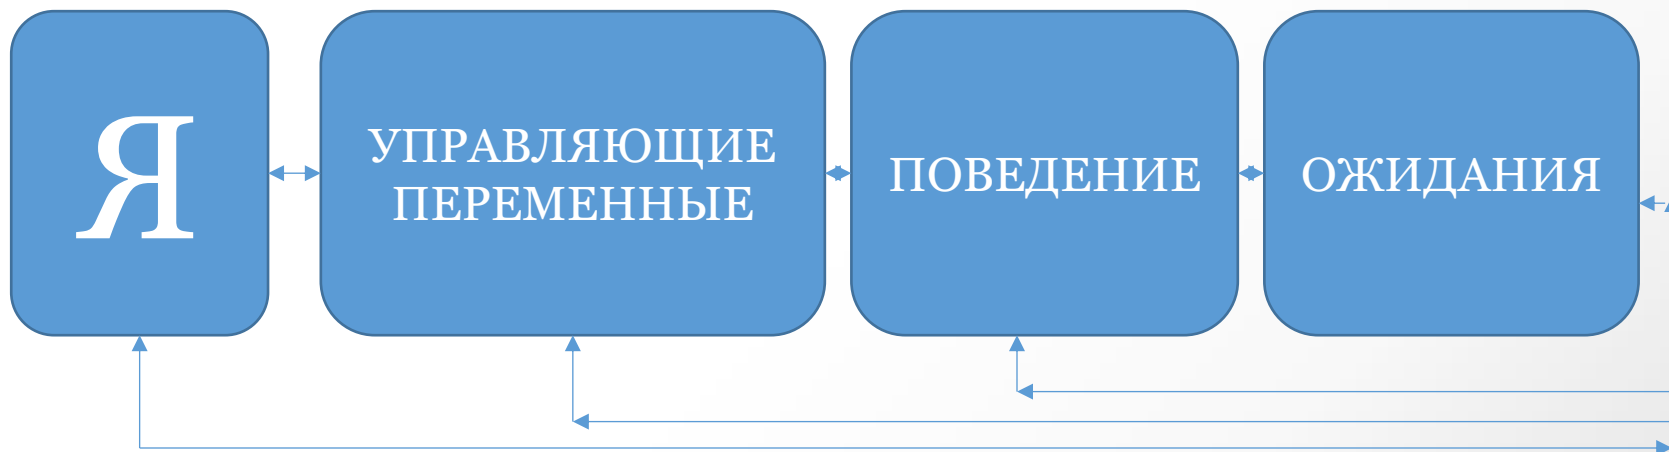 Я
УПРАВЛЯЮЩИЕ
ПЕРЕМЕННЫЕ
ПОВЕДЕНИЕ
ОЖИДАНИЯ